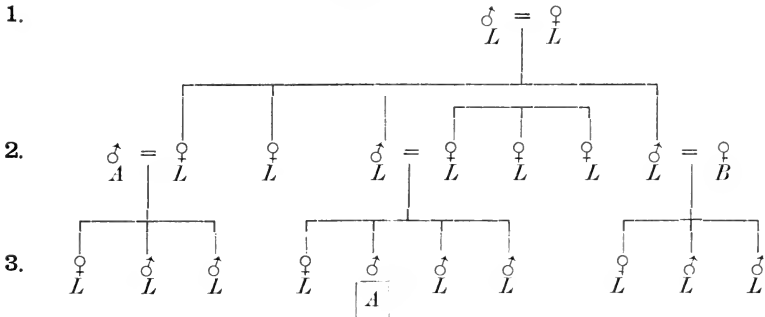 1. ♂ = ♀
L L
2. ♂ = ♀ ♀ ♂ = ♀ ♀ ♀ ♂ = ♀
A L L L L L L L B
3. ♀ ♂ ♂ ♀ ♂ ♂ ♂ ♀ ♂ ♂
L L L L L L L L L
A